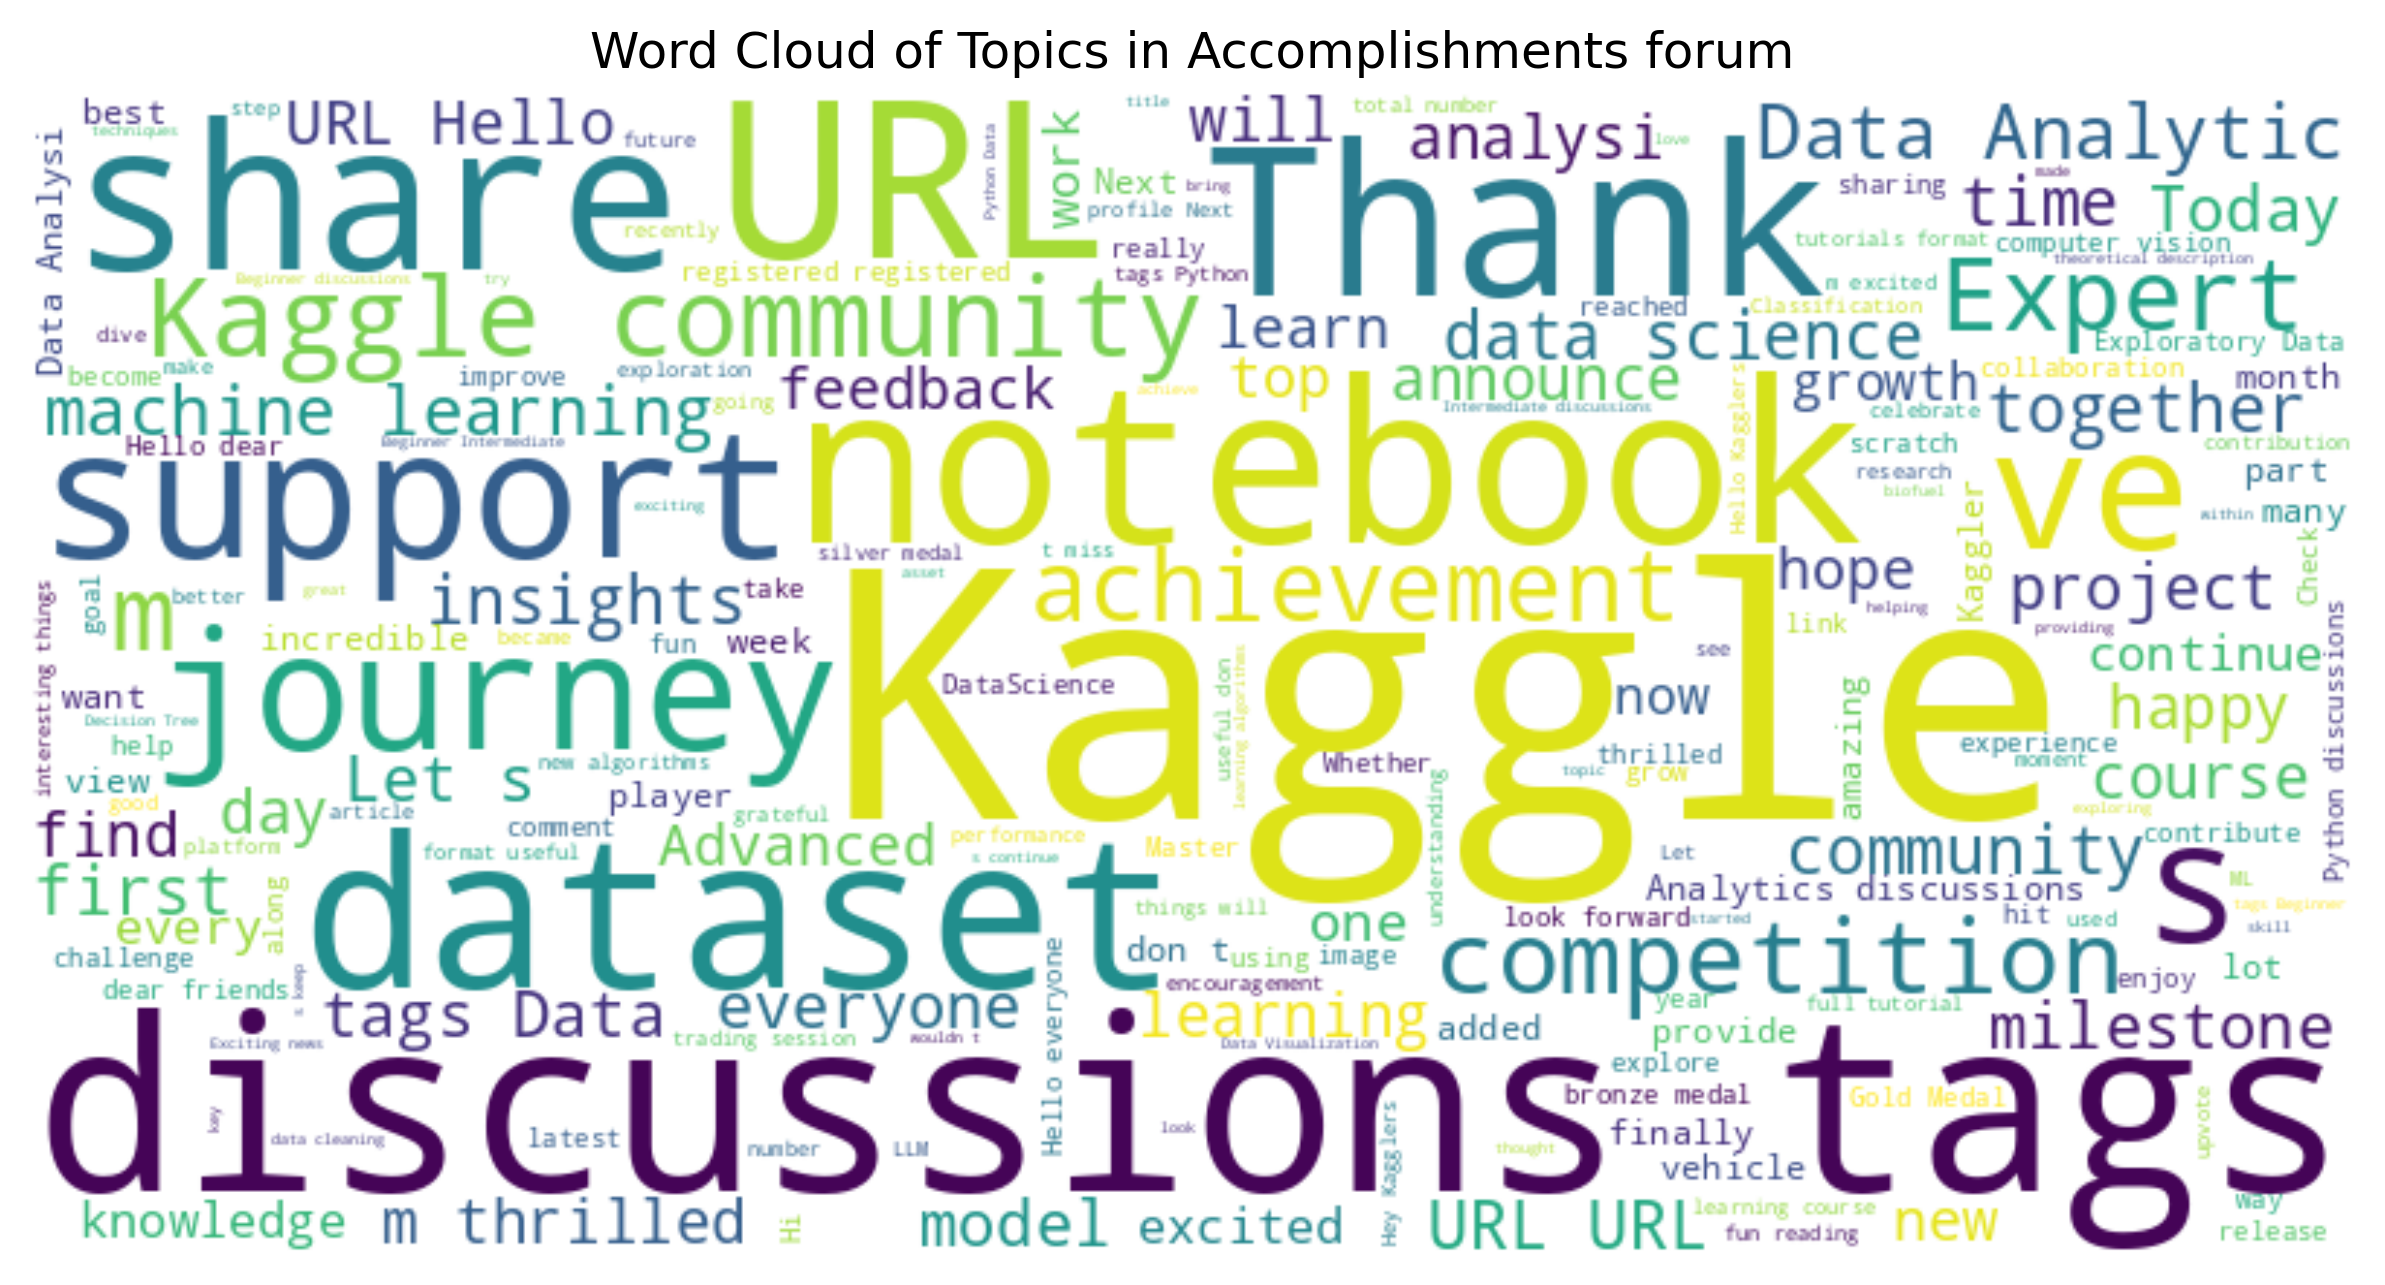 Word Cloud of Topics in Accomplishments forum
best
step
URL Hello
URL
title
will
total number
Data Analytic
techniques
future
work
analysi
love
Data Analysi
share
Python Data
Next
bring
Thank
sharing
made
time
Today
profile Next
recently
really
tutorials format
computer vision
Beginner discussions
try
registered registered
tags Python
theoretical description
Kaggle community
m excited
Expert
dive
learn
reached
Classification
data science
Exploratory Data
become
make
improve
exploration
feedback
top
announce
growth
collaboration
month
machine learning
going
achieve
Intermediate discussions
Hello Kagglers
celebrate
together
Hello dear
Beginner Intermediate
notebook
scratch
contribution
support
ve
research
part
exciting
biofuel
within
many
silver medal
t miss
Kaggler
Check
interesting things
goal
m
better
great
insights
take
asset
achievement
hope
helping
project
incredible
became
fun
week
Kaggle
link
providing
continue
Python discussions
want
journey
DataScience
useful don
learning algorithms
see
now
amazing
happy
Decision Tree
help
experience
moment
view
Let s
new algorithms
Whether
thrilled
topic
grow
course
good
day
article
player
understanding
exploring
find
platform
comment
grateful
performance
Master
community
contribute
format useful
Advanced
s continue
Let
s
first
dataset
Analytics discussions
ML
every
along
things will
one
look forward
started
hit
used
tags Beginner
skill
challenge
don t
using
image
competition
enjoy
lot
dear friends
s keep
encouragement
tags Data
everyone
Hello everyone
learning
added
year
full tutorial
milestone
Exciting news
trading session
wouldn t
Data Visualization
provide
explore
discussions tags
bronze medal
Gold Medal
upvote
key
data cleaning
latest
number
LLM
look
Hey Kagglers
thought
finally
vehicle
knowledge
m thrilled
Hi
model
excited
URL URL
learning course
fun reading
new
way
release